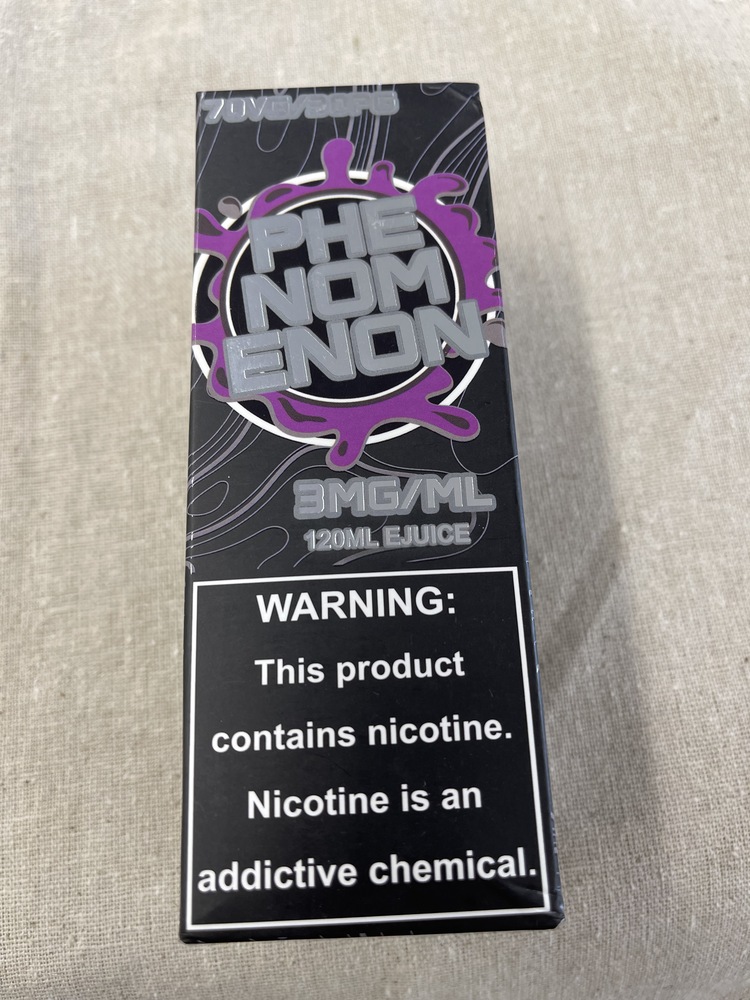 70VG/30PG
PHE
NOM
ENON
3MG/ML
120ML EJUICE
WARNING:
This product
contains nicotine.
Nicotine is an
addictive chemical.